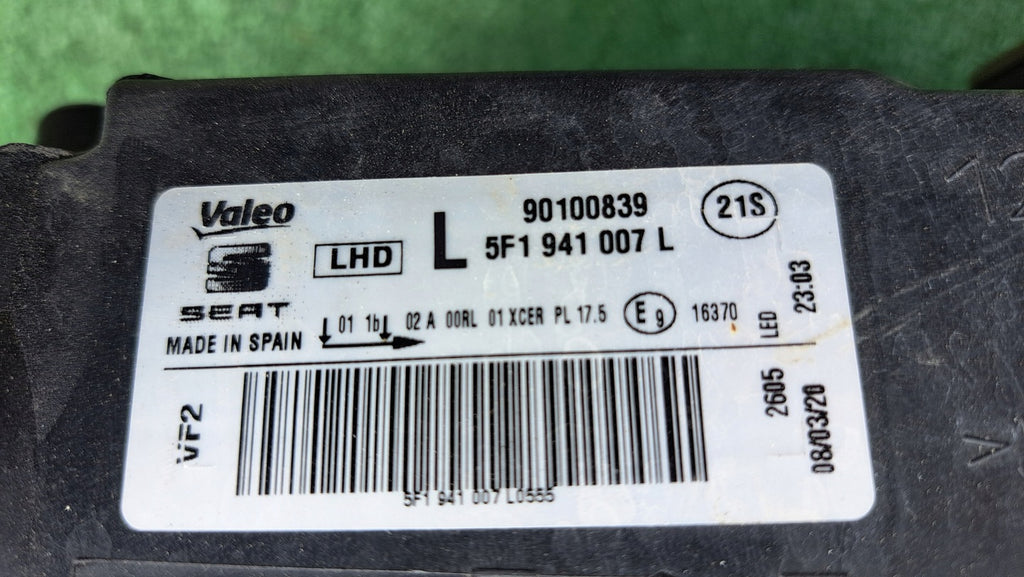 Valeo
SEAT
MADE IN SPAIN
LHD
L
90100839
5F1 941 007 L
21S
01 1b 02 A 00RL 01 XCER PL 17.5 E9 16370
LED
23:03
VF2
5F1 941 007 L0555
2605
08/03/20